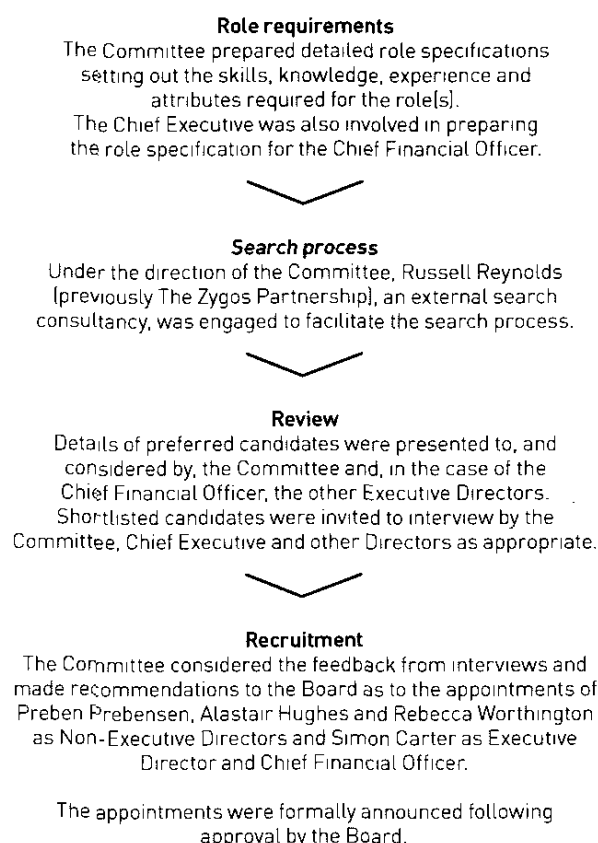 Role requirements
The Committee prepared detailed role specifications
setting out the skills, knowledge, experience and
attributes required for the role(s).
The Chief Executive was also involved in preparing
the role specification for the Chief Financial Officer.
Search process
Under the direction of the Committee, Russell Reynolds
(previously The Zygos Partnership), an external search
consultancy, was engaged to facilitate the search process.
Review
Details of preferred candidates were presented to, and
considered by, the Committee and, in the case of the
Chief Financial Officer, the other Executive Directors.
Shortlisted candidates were invited to interview by the
Committee, Chief Executive and other Directors as appropriate.
Recruitment
The Committee considered the feedback from interviews and
made recommendations to the Board as to the appointments of
Preben Prebensen, Alastair Hughes and Rebecca Worthington
as Non-Executive Directors and Simon Carter as Executive
Director and Chief Financial Officer.
The appointments were formally announced following
approval by the Board.